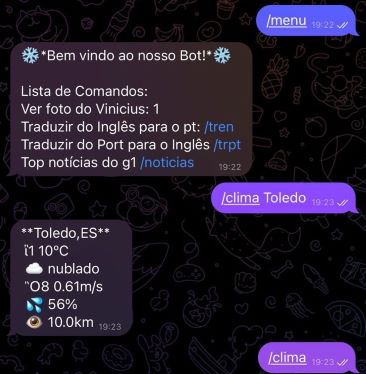 /menu 19:22
❄️*Bem vindo ao nosso Bot!*❄️
Lista de Comandos:
Ver foto do Vinicius: 1
Traduzir do Inglês para o pt: /tren
Traduzir do Port para o Inglês /trpt
Top notícias do g1 /noticias
19:22
/clima Toledo 19:23
**Toledo,ES**
ǐ1 10ºC
☁️ nublado
“O8 0.61m/s
💦 56%
👁 10.0km 19:23
/clima 19:23